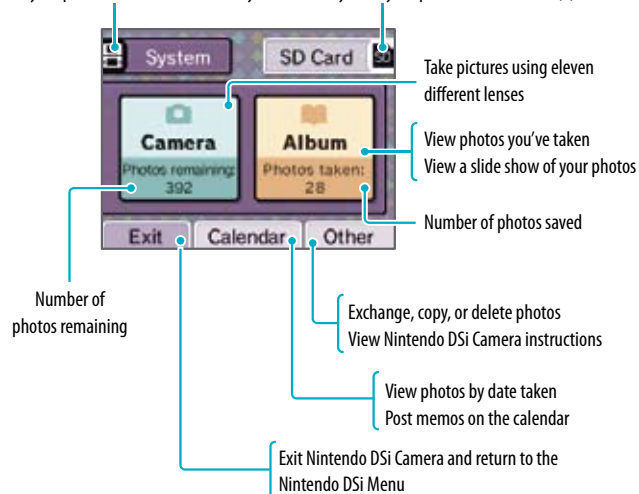 System
SD Card
SD
Camera
Photos remaining:
392
Album
Photos taken:
28
Exit
Calendar
Other
Take pictures using eleven
different lenses
View photos you've taken
View a slide show of your photos
Number of photos saved
Number of
photos remaining
Exchange, copy, or delete photos
View Nintendo DSi Camera instructions
View photos by date taken
Post memos on the calendar
Exit Nintendo DSi Camera and return to the
Nintendo DSi Menu